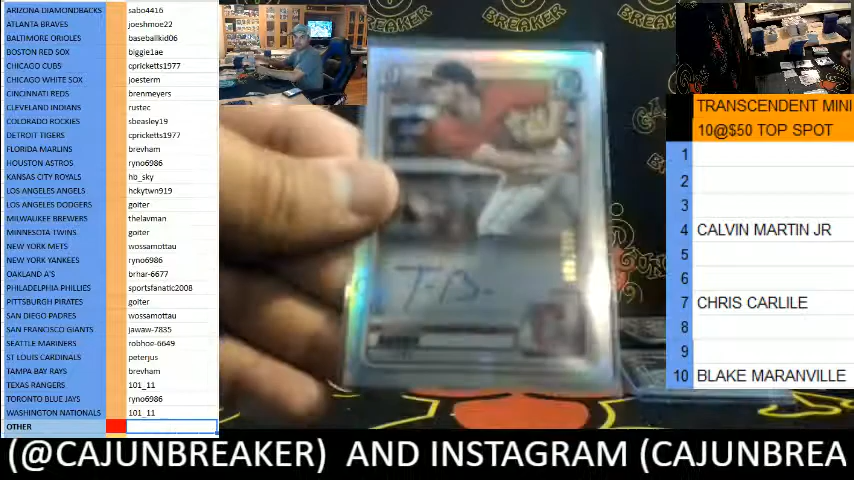 ARIZONA DIAMONDBACKS sabo4416
ATLANTA BRAVES joeshmoe22
BALTIMORE ORIOLES baseballkid06
BOSTON RED SOX biggie1ae
CHICAGO CUBS cpricketts1977
CHICAGO WHITE SOX joesterm
CINCINNATI REDS brenmeyers
CLEVELAND INDIANS rustec
COLORADO ROCKIES sbeasley19
DETROIT TIGERS cpricketts1977
FLORIDA MARLINS brevham
HOUSTON ASTROS ryno6986
KANSAS CITY ROYALS hb_sky
LOS ANGELES ANGELS hckytwn919
LOS ANGELES DODGERS golter
MILWAUKEE BREWERS thelavman
MINNESOTA TWINS golter
NEW YORK METS wossamottau
NEW YORK YANKEES ryno6986
OAKLAND A'S brhar-6677
PHILADELPHIA PHILLIES sportsfanatic2008
PITTSBURGH PIRATES golter
SAN DIEGO PADRES wossamottau
SAN FRANCISCO GIANTS jawaw-7835
SEATTLE MARINERS robhoe-6649
ST LOUIS CARDINALS peterjus
TAMPA BAY RAYS brevham
TEXAS RANGERS 101_11
TORONTO BLUE JAYS ryno6986
WASHINGTON NATIONALS 101_11
OTHER
BREAKER
TRANSCENDENT MINI
10@$50 TOP SPOT
1
2
3
4 CALVIN MARTIN JR
5
6
7 CHRIS CARLILE
8
9
10 BLAKE MARANVILLE
(@CAJUNBREAKER) AND INSTAGRAM (CAJUNBREA